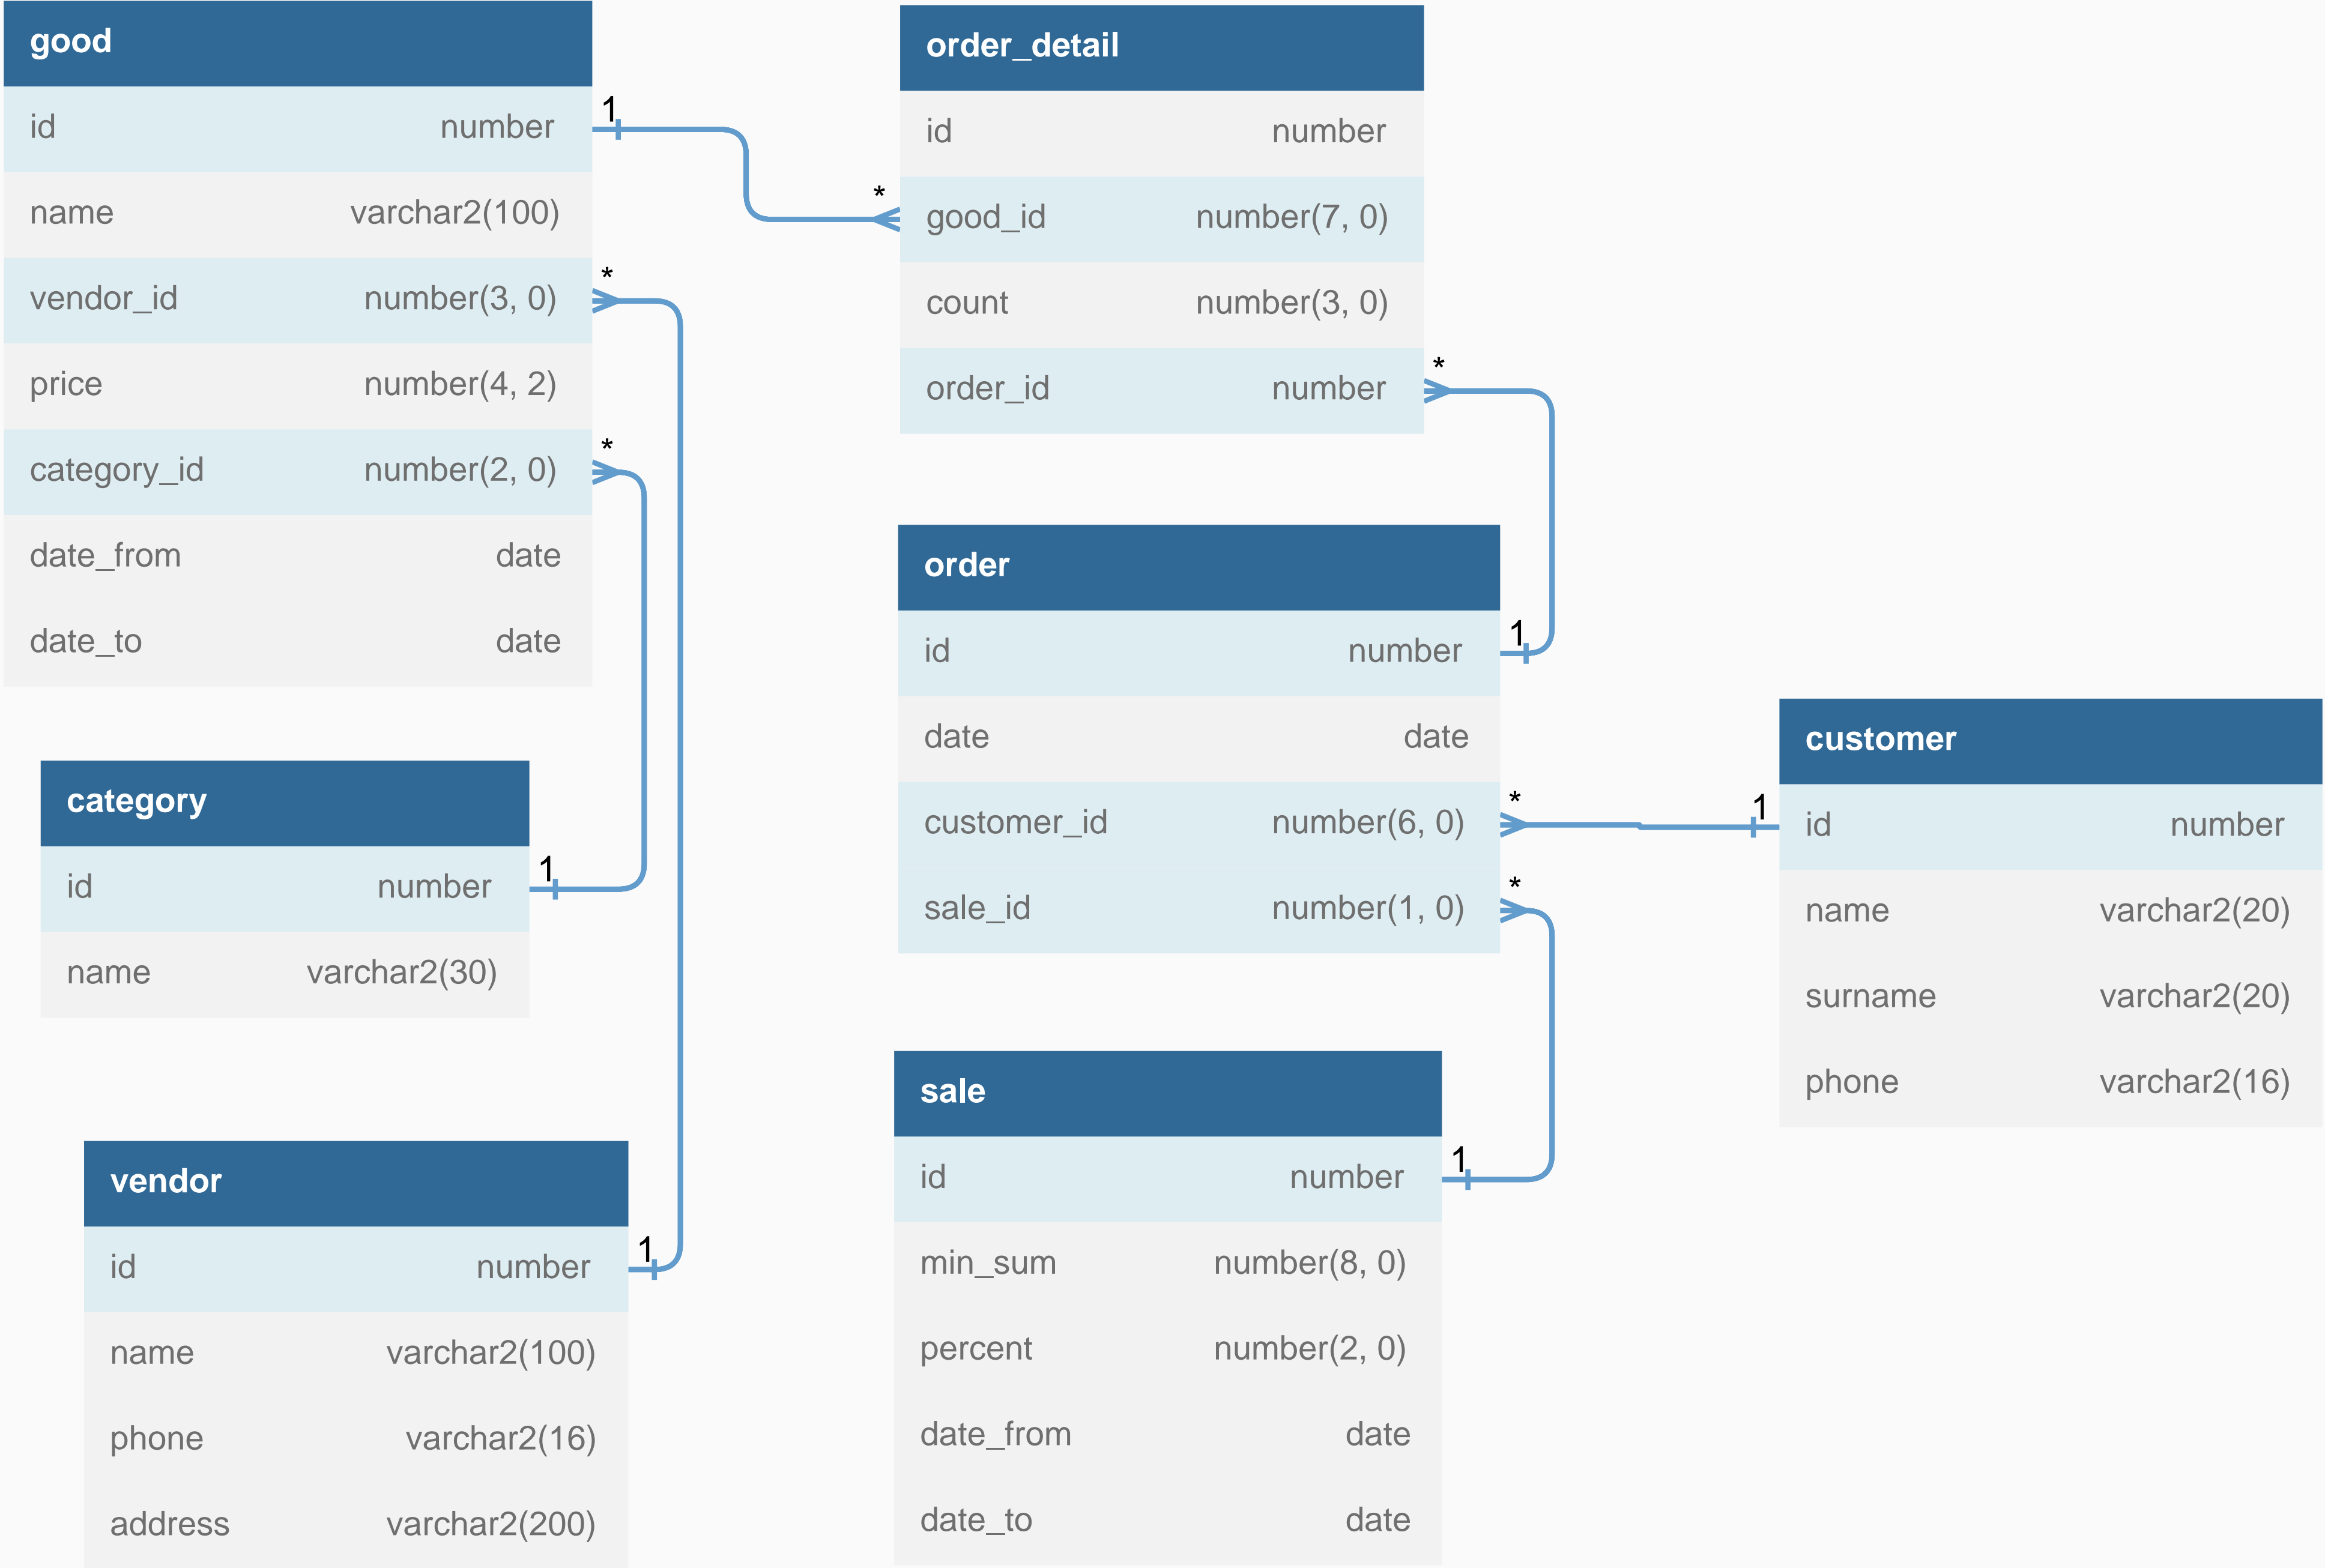 good
id number
name varchar2(100)
vendor_id number(3, 0)
price number(4, 2)
category_id number(2, 0)
date_from date
date_to date
1
*
*
*
order_detail
id number
good_id number(7, 0)
count number(3, 0)
order_id number
*
order
id number
date date
customer_id number(6, 0)
sale_id number(1, 0)
1
*
*
1
customer
id number
name varchar2(20)
surname varchar2(20)
phone varchar2(16)
category
id number
name varchar2(30)
1
vendor
id number
name varchar2(100)
phone varchar2(16)
address varchar2(200)
1
sale
id number
min_sum number(8, 0)
percent number(2, 0)
date_from date
date_to date
1